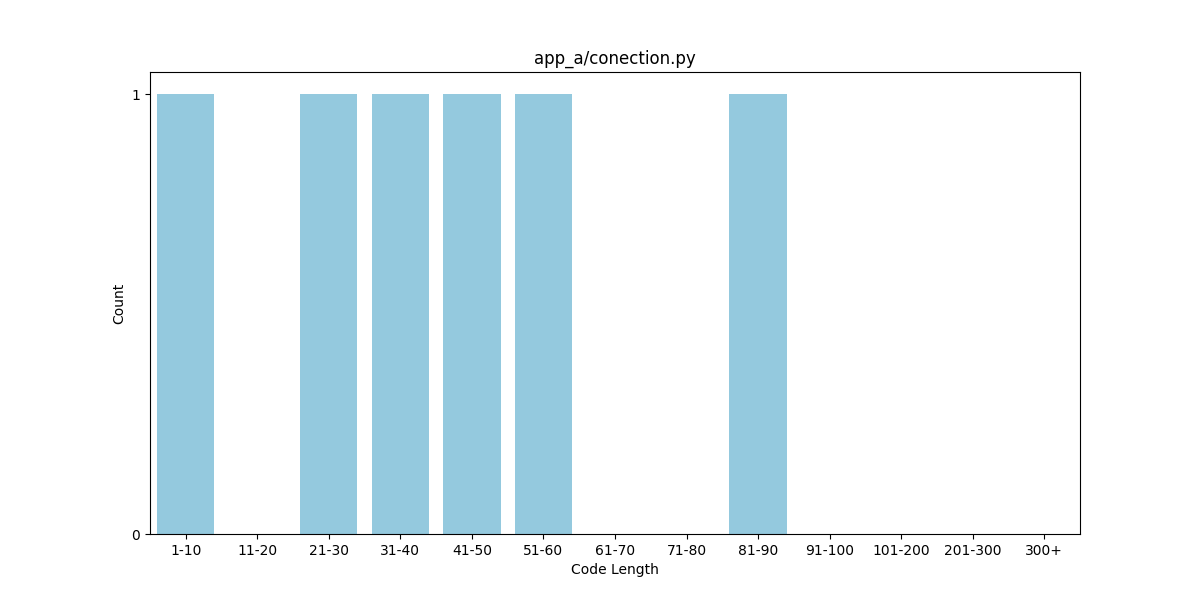 app_a/conection.py
Count
1
0
1-10 11-20 21-30 31-40 41-50 51-60 61-70 71-80 81-90 91-100 101-200 201-300 300+
Code Length